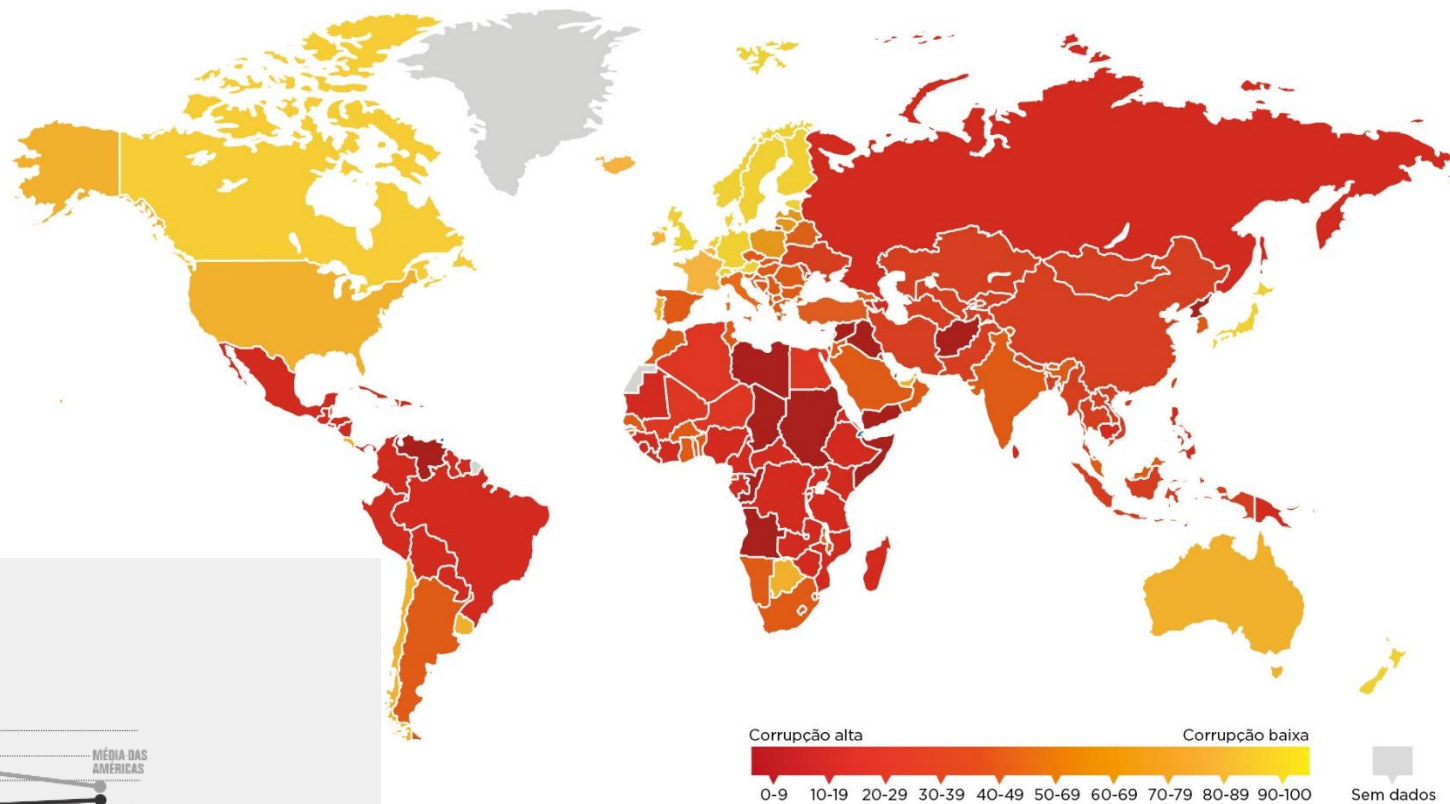 MÉDIA DAS
AMÉRICAS
Corrupção alta
Corrupção baixa
0-9 10-19 20-29 30-39 40-49 50-69 60-69 70-79 80-89 90-100
Sem dados